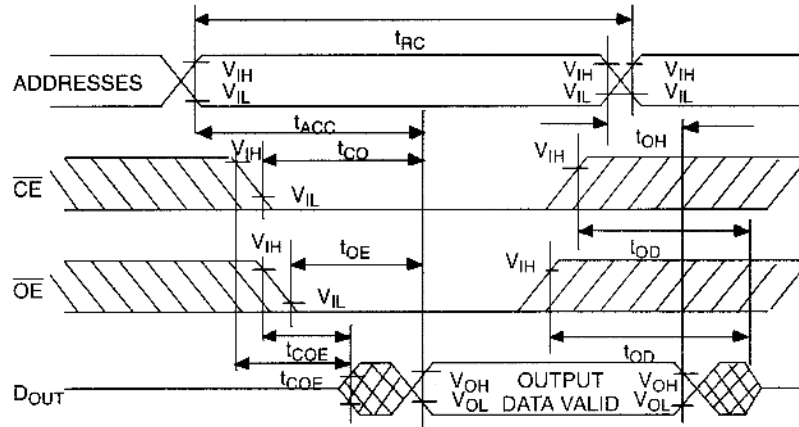 tRC
ADDRESSES
VIH
VIL
VIH
VIL
VIH
VIL
tACC
tOH
VIH
tCO
VIH
CE
VIL
tOD
VIH
tOE
VIH
OE
VIL
tCOE
tOD
tCOE
DOUT
VOH
VOL
OUTPUT
DATA VALID
VOH
VOL